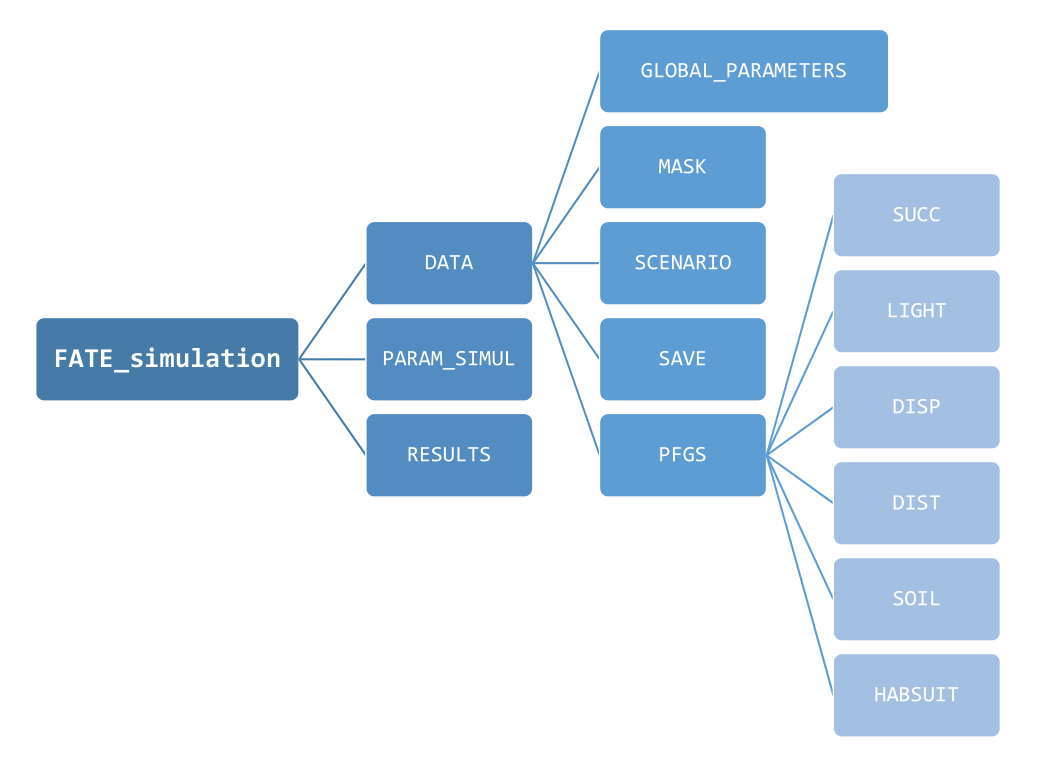 FATE_simulation
DATA
PARAM_SIMUL
RESULTS
GLOBAL_PARAMETERS
MASK
SCENARIO
SAVE
PFGS
SUCC
LIGHT
DISP
DIST
SOIL
HABSUIT